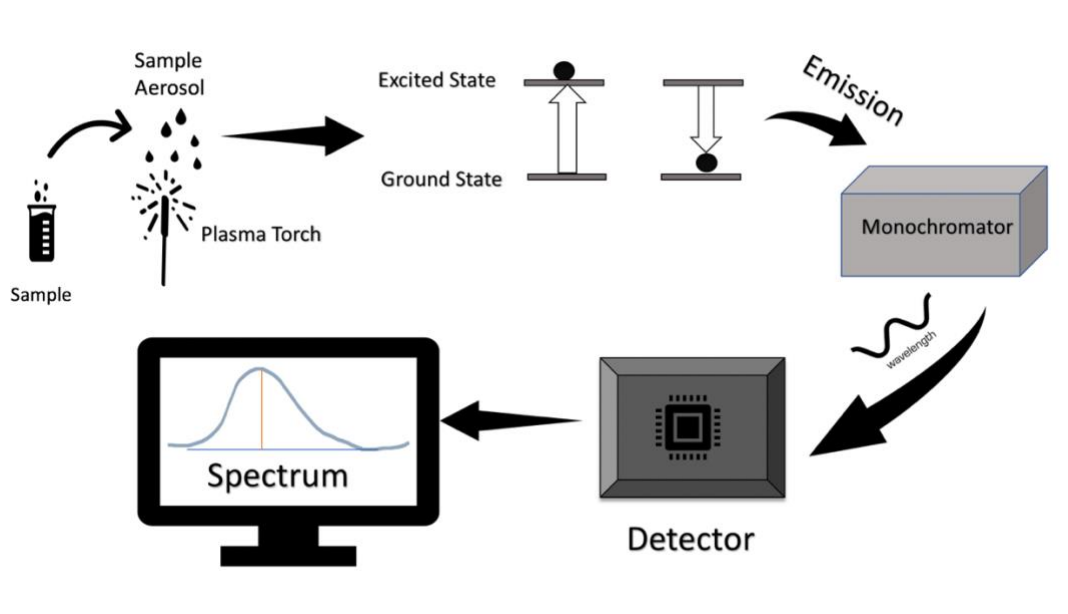 Sample
Aerosol
Excited State
Emission
Ground State
Plasma Torch
Monochromator
Sample
wavelength
Spectrum
Detector